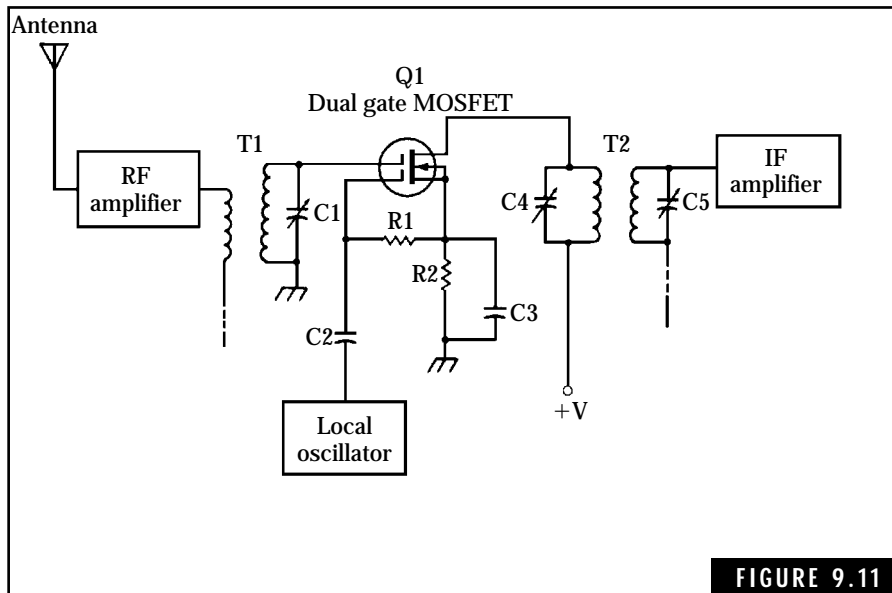 Antenna
Q1
Dual gate MOSFET
T1
T2
RF
amplifier
IF
amplifier
C1
C4
C5
R1
R2
C2
C3
+V
Local
oscillator
FIGURE 9.11